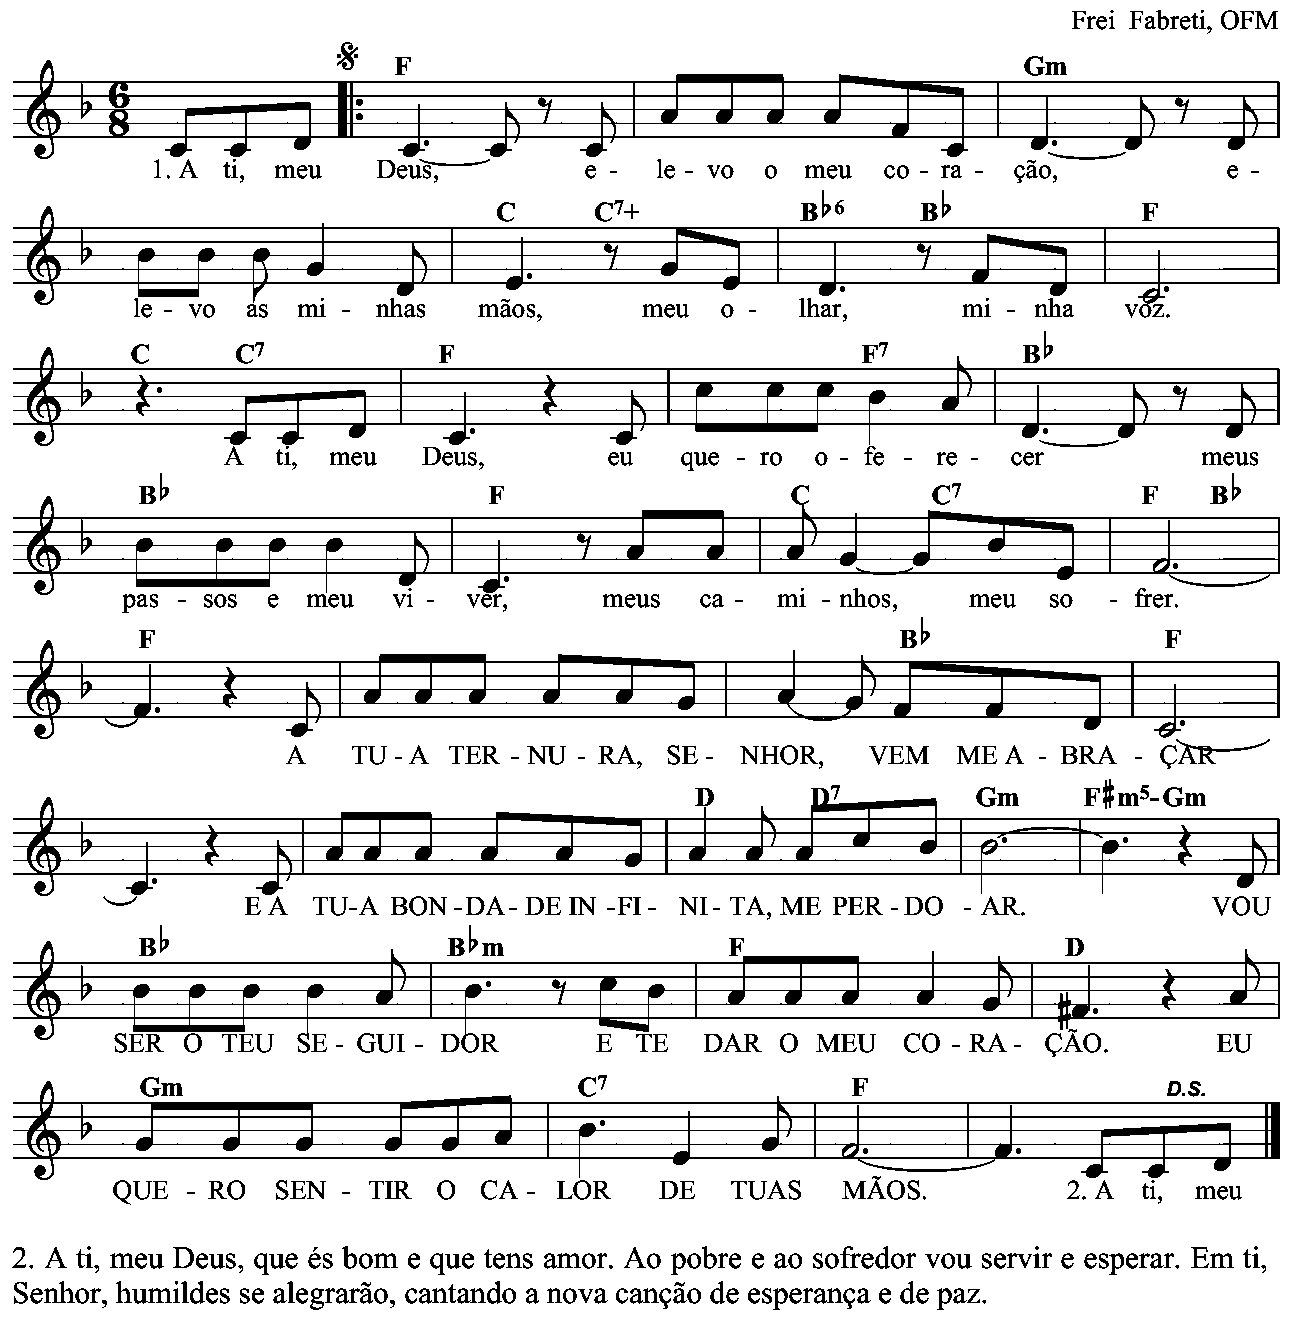 Frei Fabreti, OFM
F Gm
6
8
1. A ti, meu Deus, e- le-vo o meu co-ra-ção, e-
C C7+ B♭6 B♭ F
le-vo as mi-nhas mãos, meu o-lhar, mi-nha voz.
C C7 F F7 B♭
A ti, meu Deus, eu que-ro o-fe-re-cer meus
B♭ F C C7 F B♭
pas-sos e meu vi-ver, meus ca-mi-nhos, meu so-frer.
F B♭ F
A TU-A TER-NU-RA, SE-NHOR, VEM ME A-BRA-ÇAR
D D7 Gm F#m5- Gm
E A TU-A BON-DA-DE IN-FI-NI-TA, ME PER-DO-AR. VOU
B♭ B♭m F D
SER O TEU SE-GUI-DOR E TE DAR O MEU CO-RA-ÇÃO. EU
Gm C7 F D.S.
QUE-RO SEN-TIR O CA-LOR DE TUAS MÃOS. 2. A ti, meu
2. A ti, meu Deus, que és bom e que tens amor. Ao pobre e ao sofredor vou servir e esperar. Em ti,
Senhor, humildes se alegrarão, cantando a nova canção de esperança e de paz.